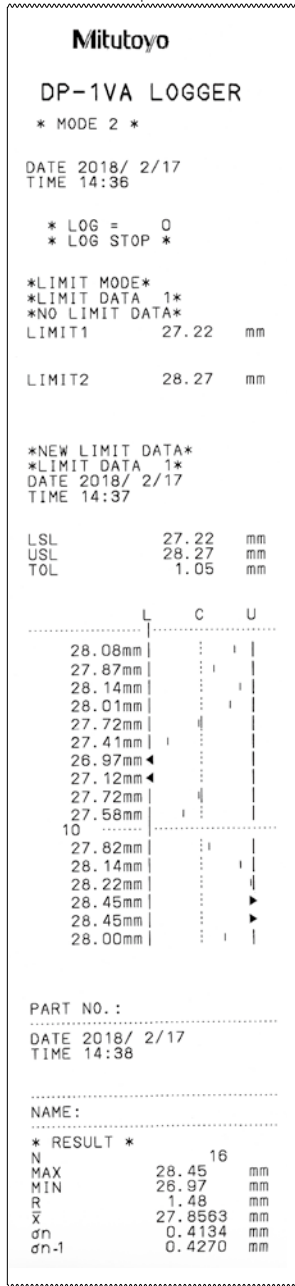 Mitutoyo
DP-1VA LOGGER
* MODE 2 *
DATE 2018/ 2/17
TIME 14:36
* LOG = 0
* LOG STOP *
*LIMIT MODE*
*LIMIT DATA 1*
*NO LIMIT DATA*
LIMIT1 27.22 mm
LIMIT2 28.27 mm
*NEW LIMIT DATA*
*LIMIT DATA 1*
DATE 2018/ 2/17
TIME 14:37
LSL 27.22 mm
USL 28.27 mm
TOL 1.05 mm
L C U
28.08mm
27.87mm
28.14mm
28.01mm
27.72mm
27.41mm
26.97mm
27.12mm
27.72mm
27.58mm
10
27.82mm
28.14mm
28.22mm
28.45mm
28.45mm
28.00mm
PART NO.:
DATE 2018/ 2/17
TIME 14:38
NAME:
* RESULT *
N 16
MAX 28.45 mm
MIN 26.97 mm
R 1.48 mm
x̅ 27.8563 mm
σn 0.4134 mm
σn-1 0.4270 mm